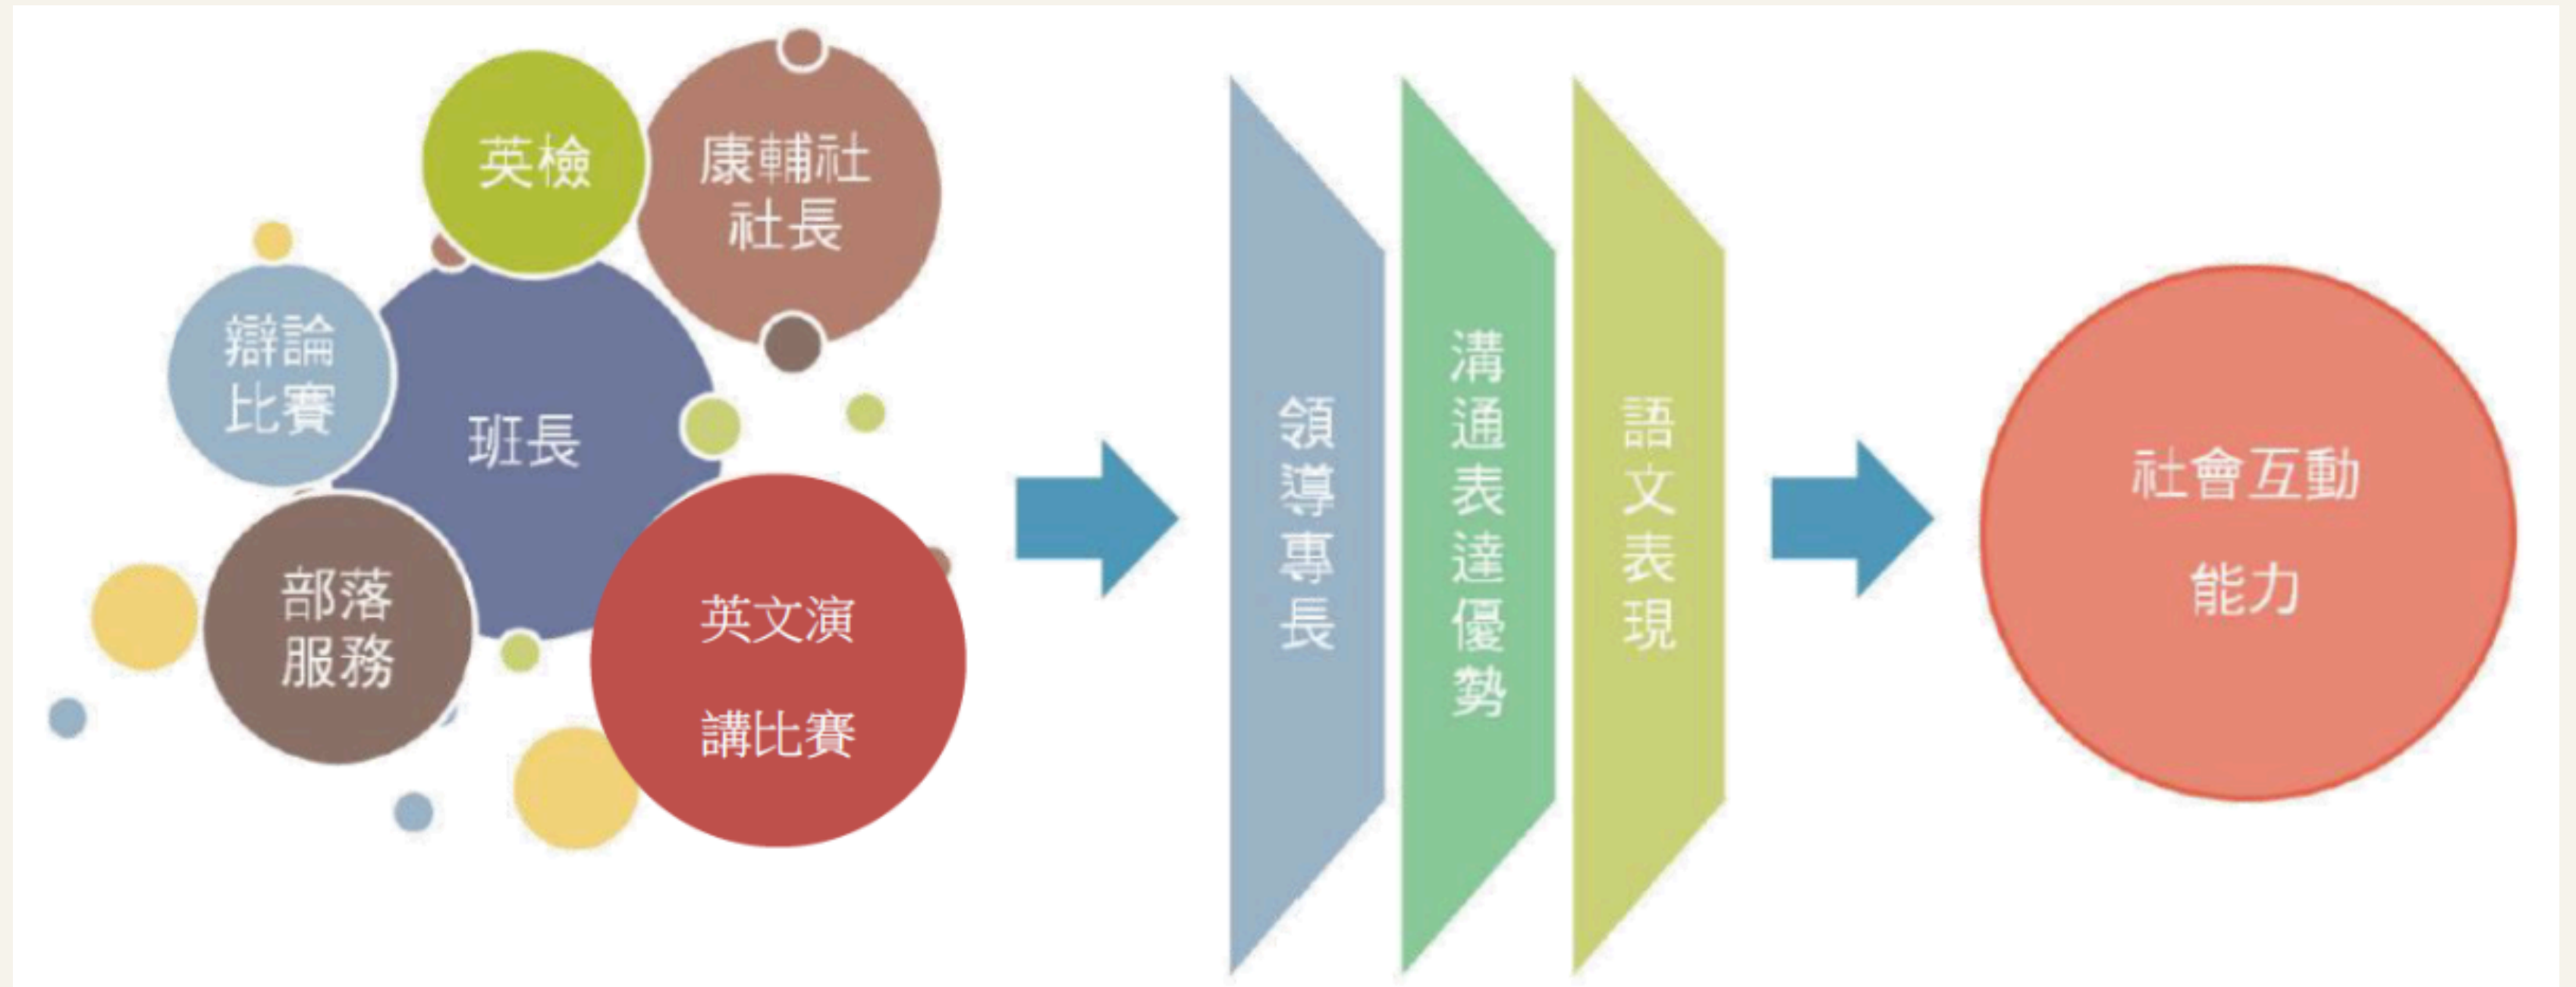 英檢
康輔社
社長
辯論
比賽
班長
部落
服務
英文演
講比賽
領導專長
溝通表達優勢
語文表現
社會互動
能力